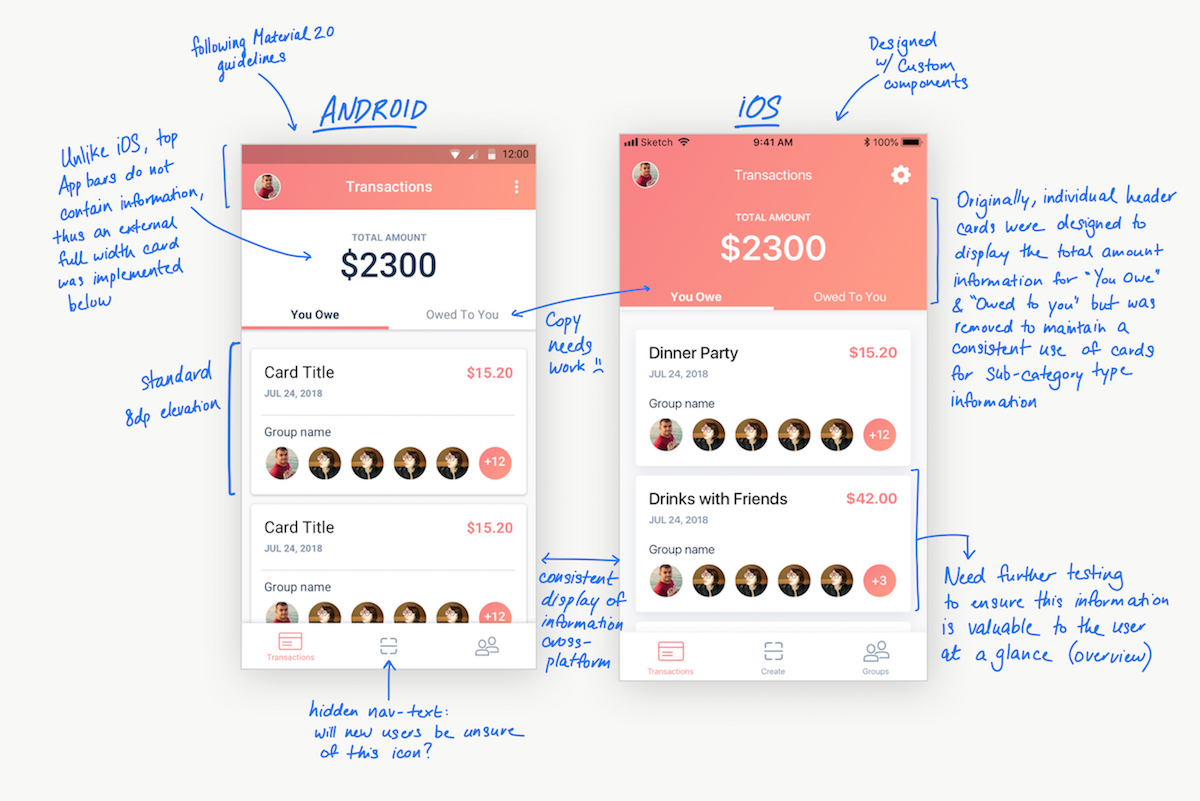 following Material 2.0
guidelines
ANDROID
Unlike iOS, top
App bars do not
contain information,
thus an external
full width card
was implemented
below
standard
8dp elevation
12:00
Transactions
TOTAL AMOUNT
$2300
You Owe
Owed To You
Card Title
$15.20
JUL 24, 2018
Group name
+12
Card Title
$15.20
JUL 24, 2018
Group name
+12
Transactions
hidden nav-text:
will new users be unsure
of this icon?
Copy
needs
work
consistent
display of
information
cross-
platform
Designed
w/ Custom
components
iOS
Sketch
9:41 AM
100%
Transactions
TOTAL AMOUNT
$2300
You Owe
Owed To You
Dinner Party
$15.20
JUL 24, 2018
Group name
+12
Drinks with Friends
$42.00
JUL 24, 2018
Group name
+3
Transactions
Create
Groups
Originally, individual header
cards were designed to
display the total amount
information for "You Owe"
& "Owed to you" but was
removed to maintain a
consistent use of cards
for sub-category type
information
Need further testing
to ensure this information
is valuable to the user
at a glance (overview)